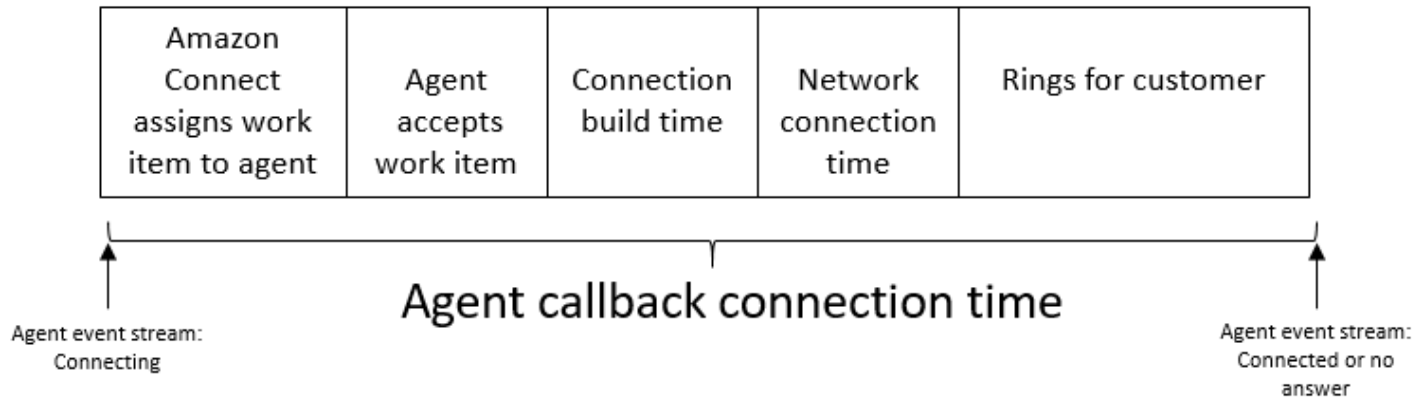 Amazon
Connect
assigns work
item to agent
Agent
accepts
work item
Connection
build time
Network
connection
time
Rings for customer
Agent callback connection time
Agent event stream:
Connecting
Agent event stream:
Connected or no
answer